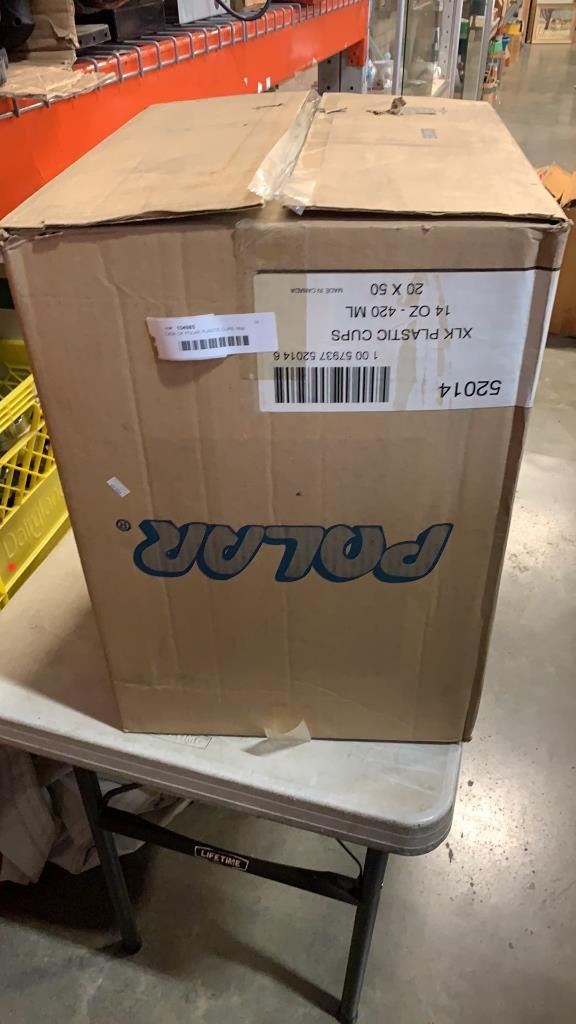 MADE IN CANADA
20 X 50
14 OZ - 420 ML
XLK PLASTIC CUPS
1 00 57937 52014 6
52014
POLAR®
Dairyland
LIFETIME